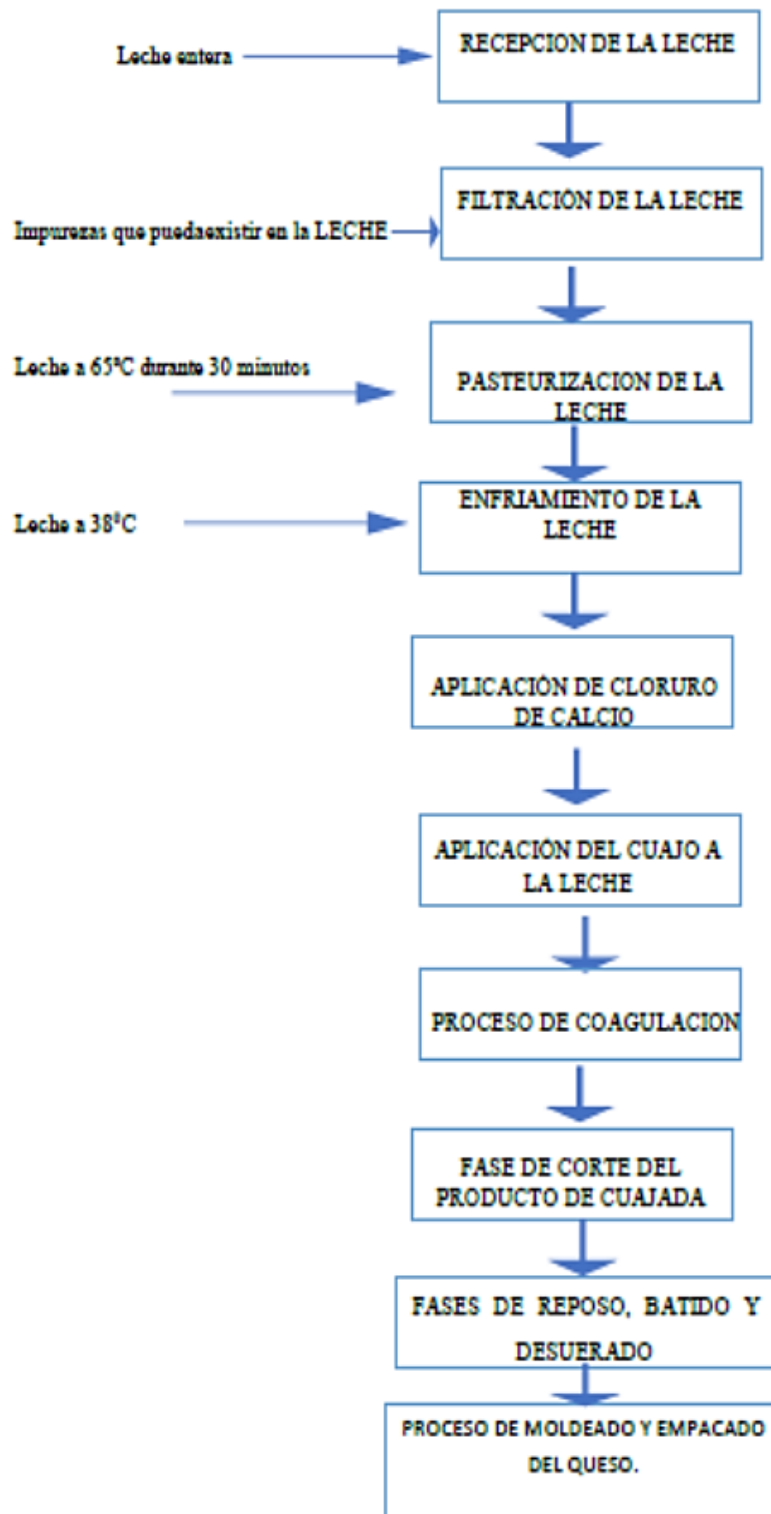 Leche entera
RECEPCION DE LA LECHE
FILTRACIÓN DE LA LECHE
Impurezas que puedaexistir en la LECHE
Leche a 65ºC durante 30 minutos
PASTEURIZACION DE LA
LECHE
ENFRIAMIENTO DE LA
LECHE
Leche a 38ºC
APLICACIÓN DE CLORURO
DE CALCIO
APLICACIÓN DEL CUAJO A
LA LECHE
PROCESO DE COAGULACION
FASE DE CORTE DEL
PRODUCTO DE CUAJADA
FASES DE REPOSO, BATIDO Y
DESUERADO
PROCESO DE MOLDEADO Y EMPACADO
DEL QUESO.